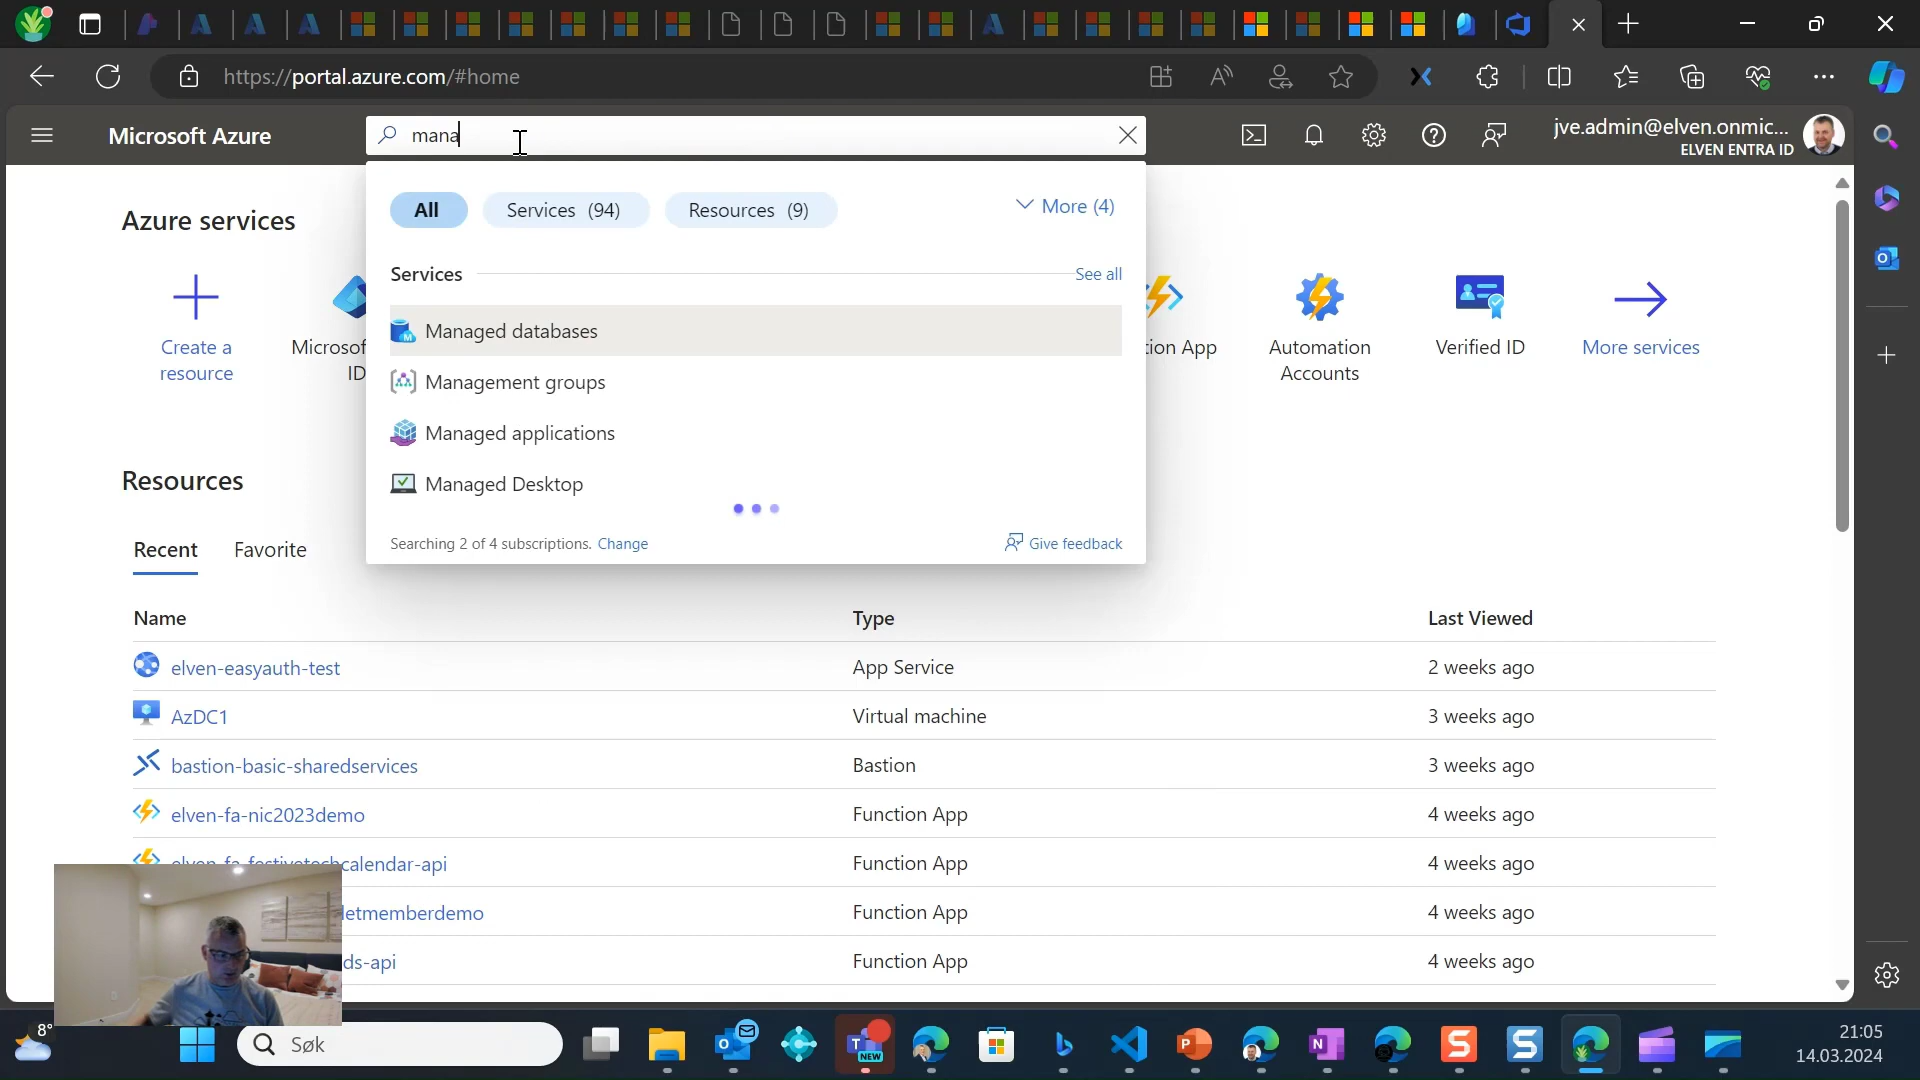 https://portal.azure.com/#home
Microsoft Azure
mana
jve.admin@elven.onmic...
ELVEN ENTRA ID
All
Services (94)
Resources (9)
More (4)
Services
See all
Managed databases
Management groups
Managed applications
Managed Desktop
Searching 2 of 4 subscriptions. Change
Give feedback
Azure services
Create a
resource
Microsof
ID
tion App
Automation
Accounts
Verified ID
More services
Resources
Recent
Favorite
Name
Type
Last Viewed
elven-easyauth-test
App Service
2 weeks ago
AzDC1
Virtual machine
3 weeks ago
bastion-basic-sharedservices
Bastion
3 weeks ago
elven-fa-nic2023demo
Function App
4 weeks ago
elven-fa-festivetechcalendar-api
Function App
4 weeks ago
letmemberdemo
Function App
4 weeks ago
ds-api
Function App
4 weeks ago
8°
Søk
NEW
21:05
14.03.2024